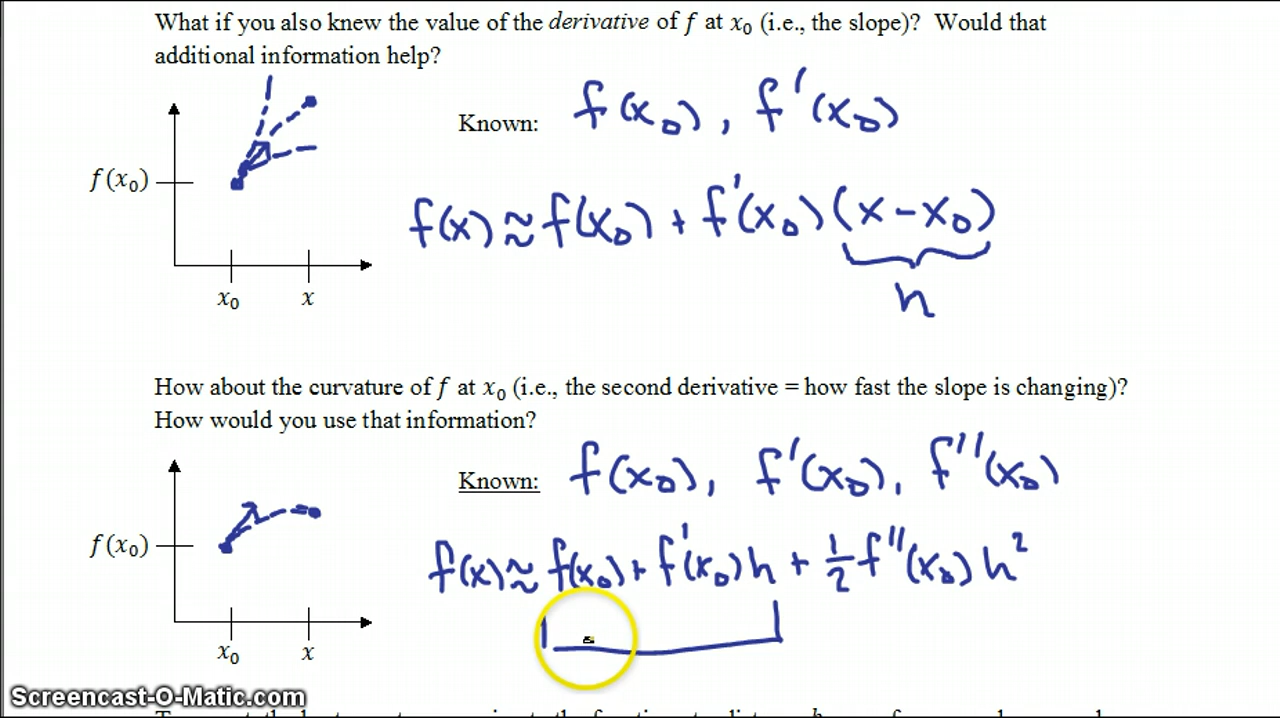 What if you also knew the value of the derivative of f at x₀ (i.e., the slope)? Would that
additional information help?
Known: f(x₀), f'(x₀)
f(x₀)
f(x) ≈ f(x₀) + f'(x₀)(x - x₀)
h
x₀ x
How about the curvature of f at x₀ (i.e., the second derivative = how fast the slope is changing)?
How would you use that information?
Known: f(x₀), f'(x₀), f''(x₀)
f(x₀)
f(x) ≈ f(x₀) + f'(x₀)h + ½ f''(x₀)h²
x₀ x
Screencast-O-Matic.com